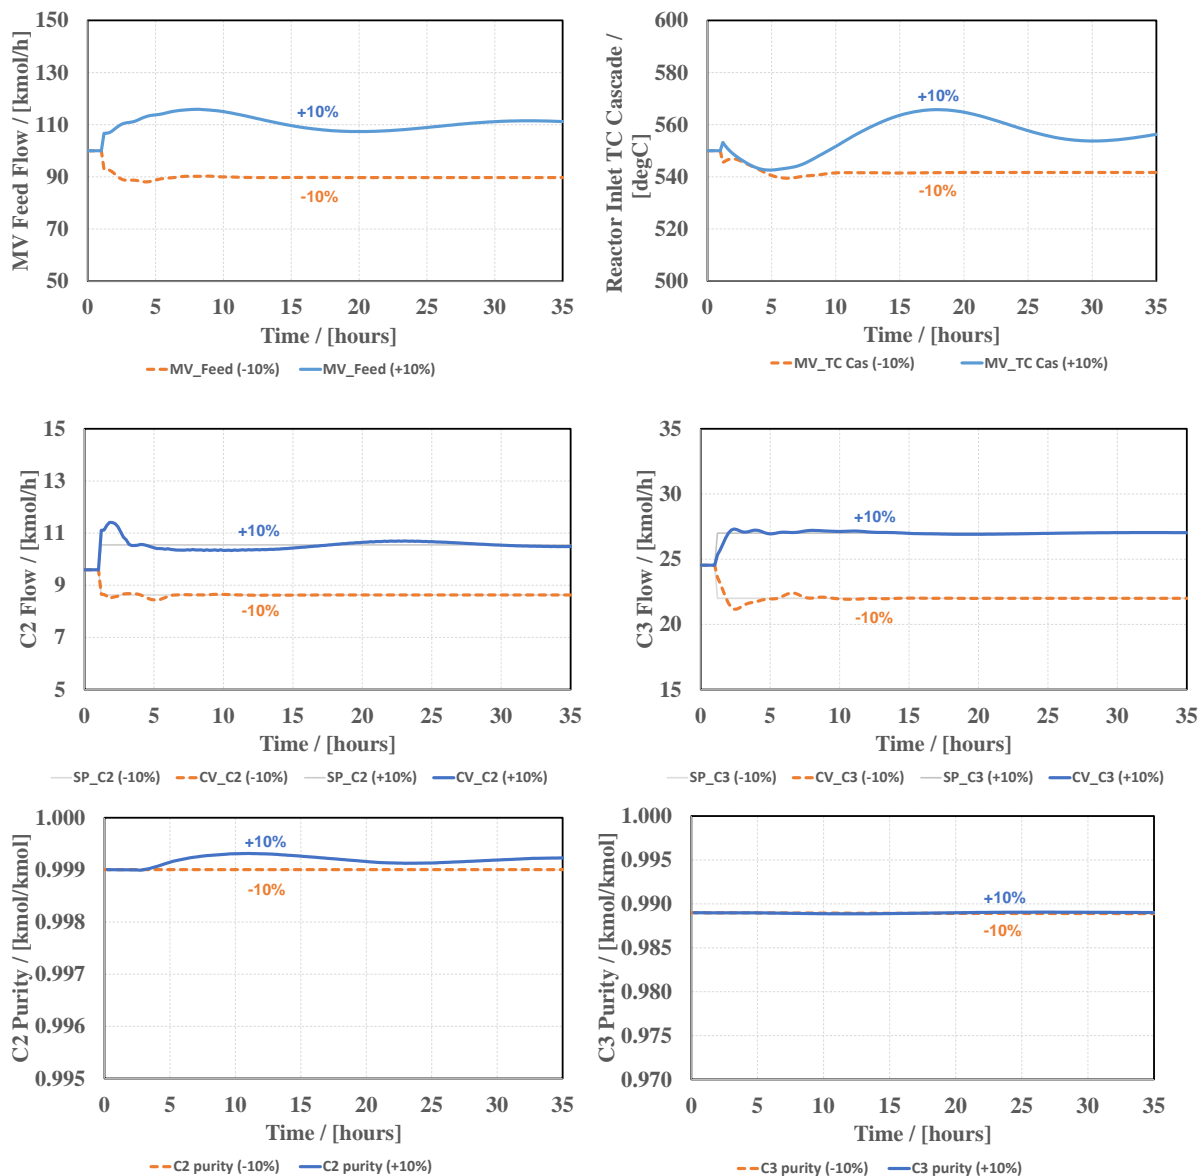 MV Feed Flow / [kmol/h]
150
130
110
90
70
50
+10%
-10%
0 5 10 15 20 25 30 35
Time / [hours]
MV_Feed (-10%) MV_Feed (+10%)
Reactor Inlet TC Cascade /
[degC]
600
580
560
540
520
500
+10%
-10%
0 5 10 15 20 25 30 35
Time / [hours]
MV_TC Cas (-10%) MV_TC Cas (+10%)
C2 Flow / [kmol/h]
15
13
11
9
7
5
+10%
-10%
0 5 10 15 20 25 30 35
Time / [hours]
SP_C2 (-10%) CV_C2 (-10%) SP_C2 (+10%) CV_C2 (+10%)
C3 Flow / [kmol/h]
35
30
25
20
15
+10%
-10%
0 5 10 15 20 25 30 35
Time / [hours]
SP_C3 (-10%) CV_C3 (-10%) SP_C3 (+10%) CV_C3 (+10%)
C2 Purity / [kmol/kmol]
1.000
0.999
0.998
0.997
0.996
0.995
+10%
-10%
0 5 10 15 20 25 30 35
Time / [hours]
C2 purity (-10%) C2 purity (+10%)
C3 Purity / [kmol/kmol]
1.000
0.995
0.990
0.985
0.980
0.975
0.970
+10%
-10%
0 5 10 15 20 25 30 35
Time / [hours]
C3 purity (-10%) C3 purity (+10%)